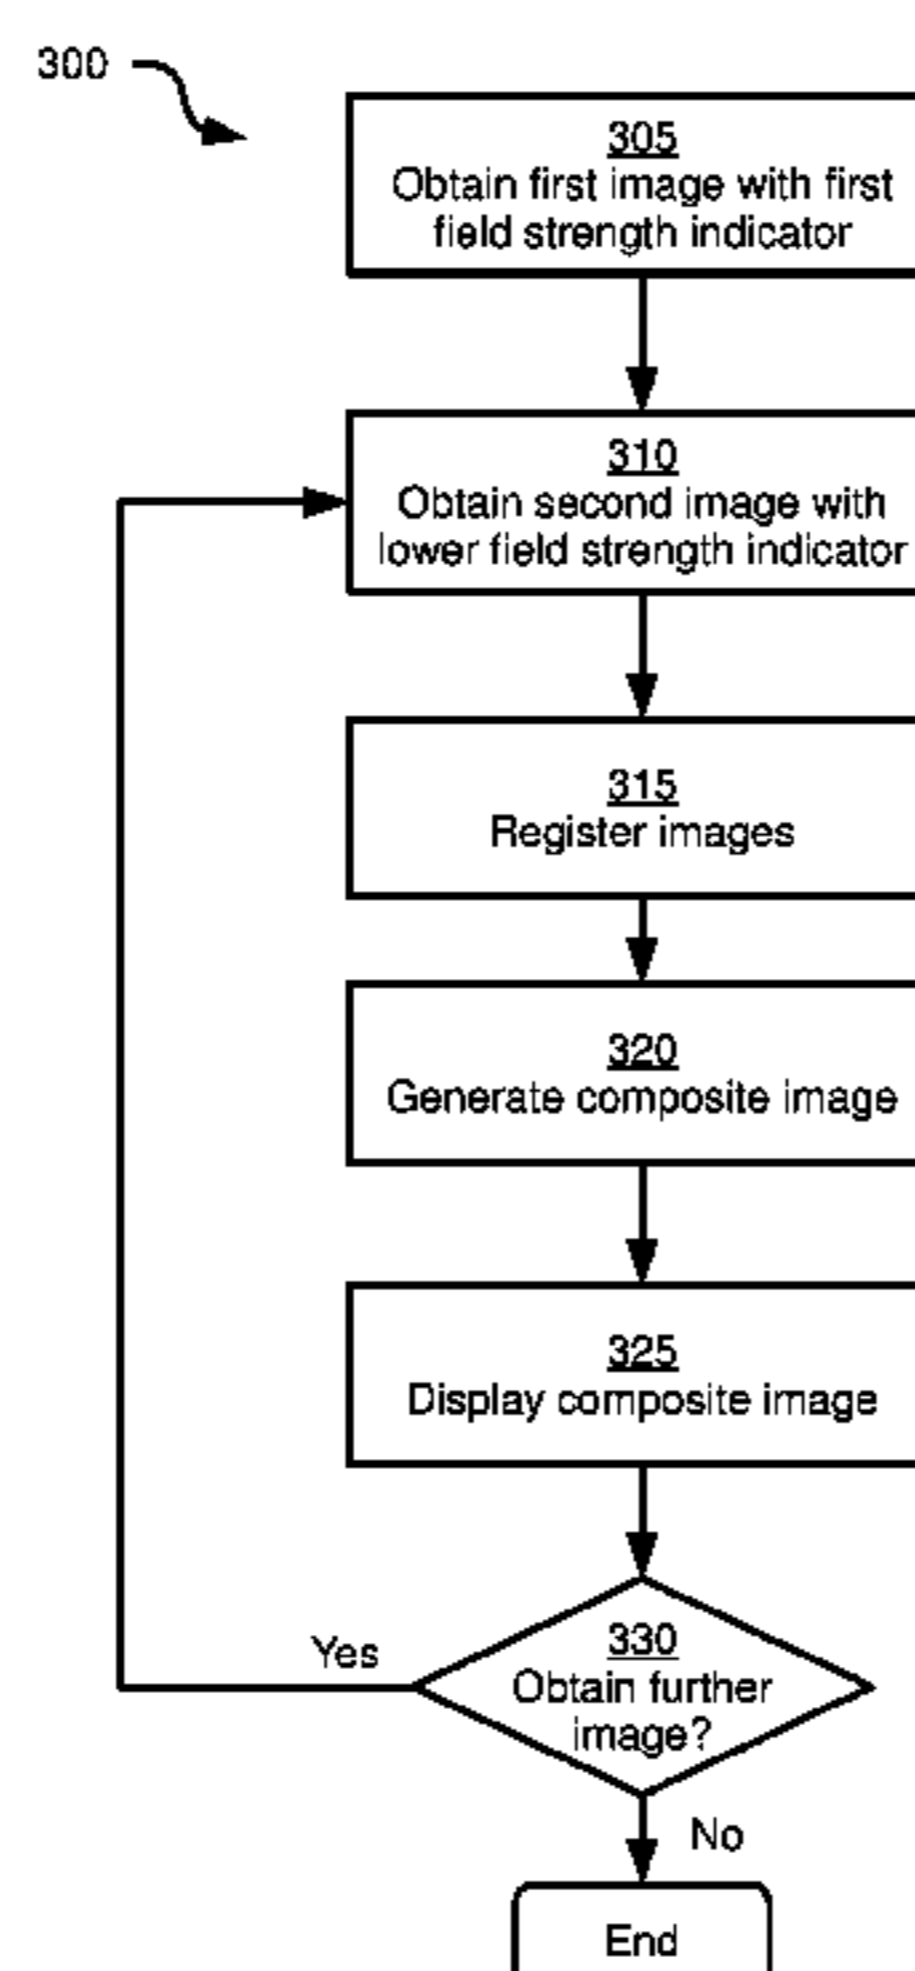 300
305
Obtain first image with first
field strength indicator
310
Obtain second image with
lower field strength indicator
315
Register images
320
Generate composite image
325
Display composite image
330
Obtain further
image?
Yes
No
End